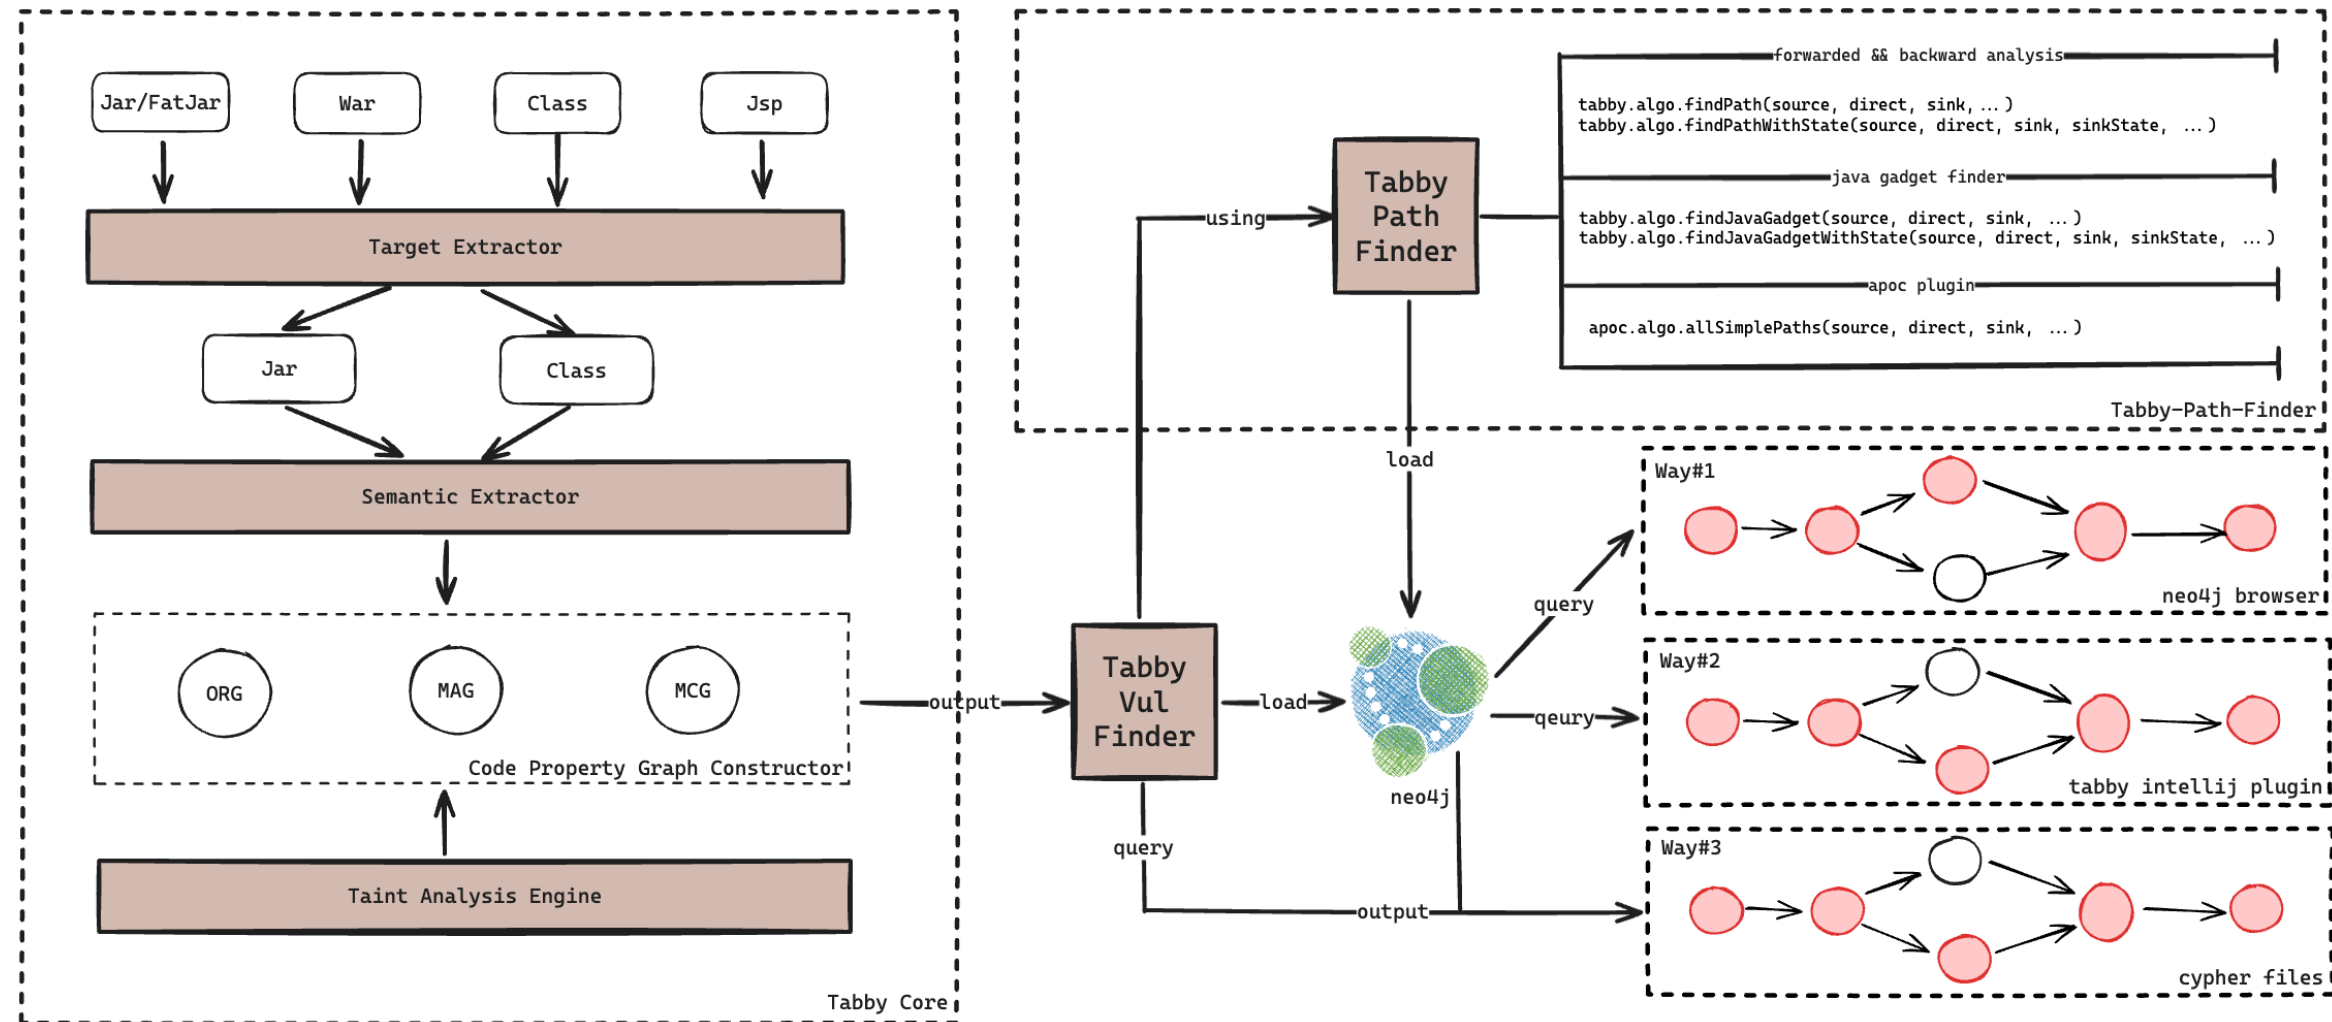 Jar/FatJar
War
Class
Jsp
Target Extractor
Jar
Class
Semantic Extractor
ORG
MAG
MCG
Code Property Graph Constructor
Taint Analysis Engine
Tabby Core
output
Tabby
Vul
Finder
using
load
query
output
Tabby
Path
Finder
load
neo4j
forwarded && backward analysis
tabby.algo.findPath(source, direct, sink, ...)
tabby.algo.findPathWithState(source, direct, sink, sinkState, ...)
java gadget finder
tabby.algo.findJavaGadget(source, direct, sink, ...)
tabby.algo.findJavaGadgetWithState(source, direct, sink, sinkState, ...)
apoc plugin
apoc.algo.allSimplePaths(source, direct, sink, ...)
Tabby-Path-Finder
query
qeury
Way#1
neo4j browser
Way#2
tabby intellij plugin
Way#3
cypher files